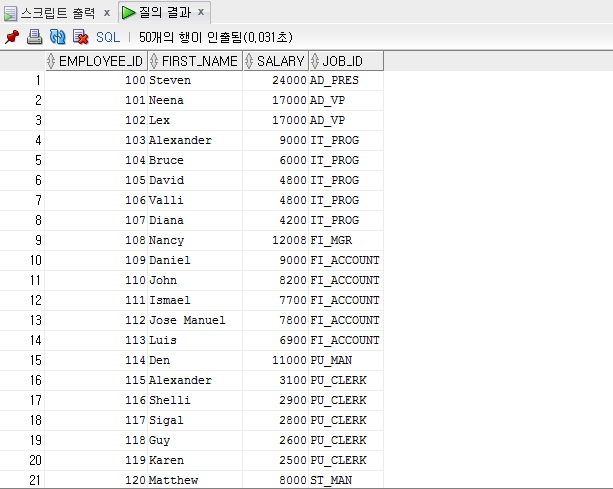 스크립트 출력 x 질의 결과 x
SQL | 50개의 행이 인출됨(0,031초)
EMPLOYEE_ID FIRST_NAME SALARY JOB_ID
1 100 Steven 24000 AD_PRES
2 101 Neena 17000 AD_VP
3 102 Lex 17000 AD_VP
4 103 Alexander 9000 IT_PROG
5 104 Bruce 6000 IT_PROG
6 105 David 4800 IT_PROG
7 106 Valli 4800 IT_PROG
8 107 Diana 4200 IT_PROG
9 108 Nancy 12008 FI_MGR
10 109 Daniel 9000 FI_ACCOUNT
11 110 John 8200 FI_ACCOUNT
12 111 Ismael 7700 FI_ACCOUNT
13 112 Jose Manuel 7800 FI_ACCOUNT
14 113 Luis 6900 FI_ACCOUNT
15 114 Den 11000 PU_MAN
16 115 Alexander 3100 PU_CLERK
17 116 Shelli 2900 PU_CLERK
18 117 Sigal 2800 PU_CLERK
19 118 Guy 2600 PU_CLERK
20 119 Karen 2500 PU_CLERK
21 120 Matthew 8000 ST_MAN